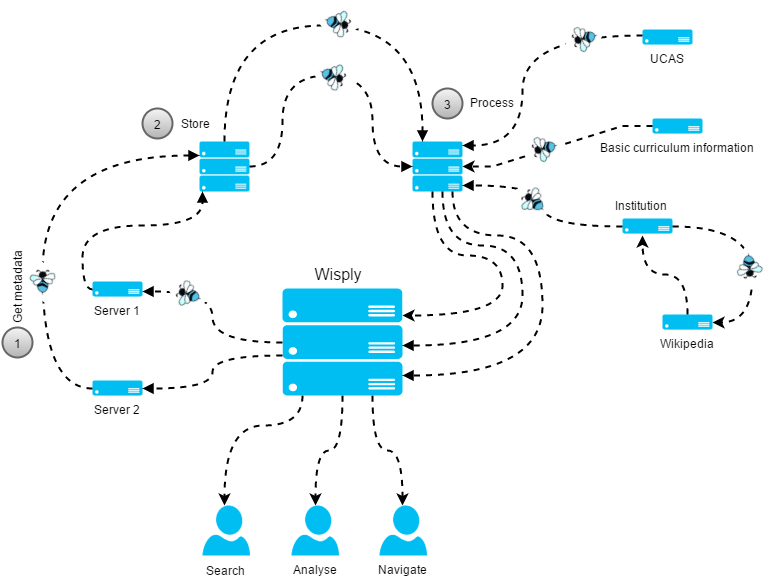 UCAS
3
Process
2
Store
Basic curriculum information
Institution
Get metadata
Wisply
Server 1
1
Wikipedia
Server 2
Search
Analyse
Navigate